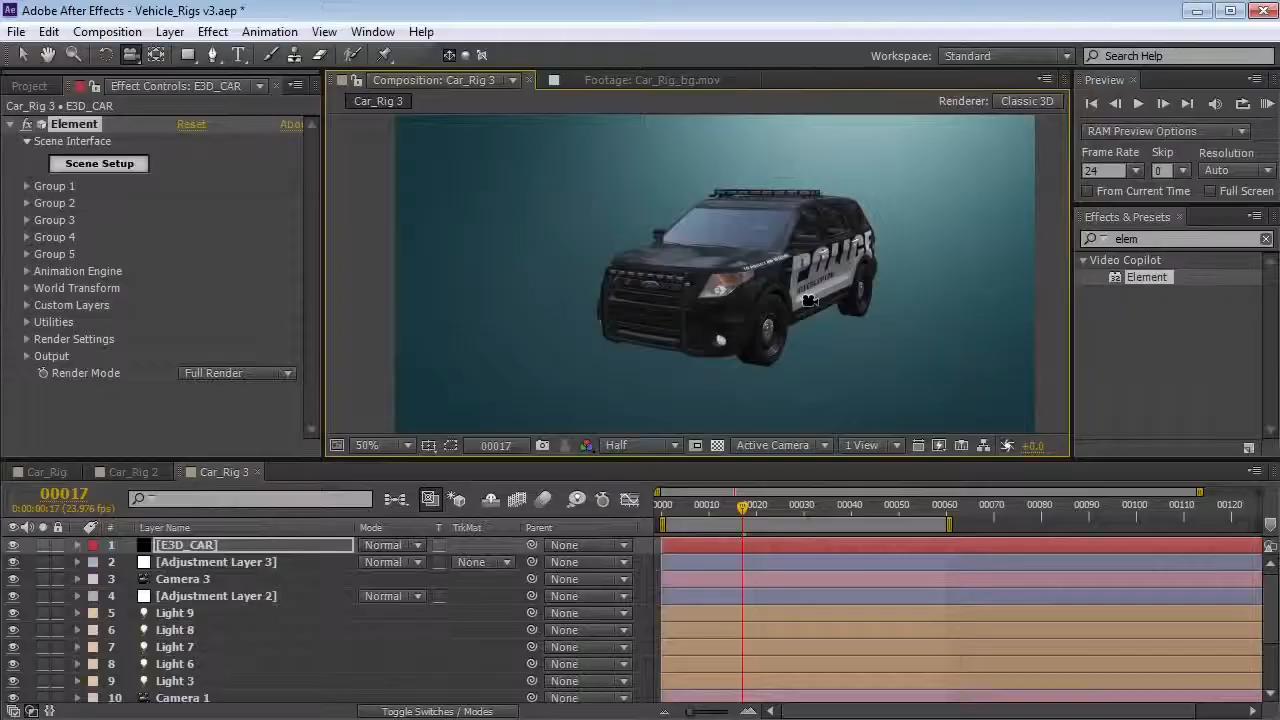 Ae Adobe After Effects - Vehicle_Rigs v3.aep *
File Edit Composition Layer Effect Animation View Window Help
T Workspace: Standard Search Help
Project Effect Controls: E3D_CAR Composition: Car_Rig 3 Footage: Car_Rig_bg.mov Preview
Car_Rig 3 • E3D_CAR
Car_Rig 3 Renderer: Classic 3D
fx Element Reset Abo
Scene Interface
Scene Setup
Group 1
Group 2
Group 3
Group 4
Group 5
Animation Engine
World Transform
Custom Layers
Utilities
Render Settings
Output
Render Mode Full Render
POLICE
RAM Preview Options
Frame Rate Skip Resolution
24 0 Auto
From Current Time Full Screen
Effects & Presets
elem
Video Copilot
32 Element
50% 00017 Half Active Camera 1 View +0.0
Car_Rig Car_Rig 2 Car_Rig 3
00017
0:00:00:17 (23.976 fps)
0000 00010 00020 00030 00040 00050 00060 00070 00080 00090 00100 00110 00120
# Layer Name Mode T TrkMat Parent
1 [E3D_CAR] Normal None
2 [Adjustment Layer 3] Normal None None
3 Camera 3 None
4 [Adjustment Layer 2] Normal None
5 Light 9 None
6 Light 8 None
7 Light 7 None
8 Light 6 None
9 Light 3 None
10 Camera 1 None
Toggle Switches / Modes